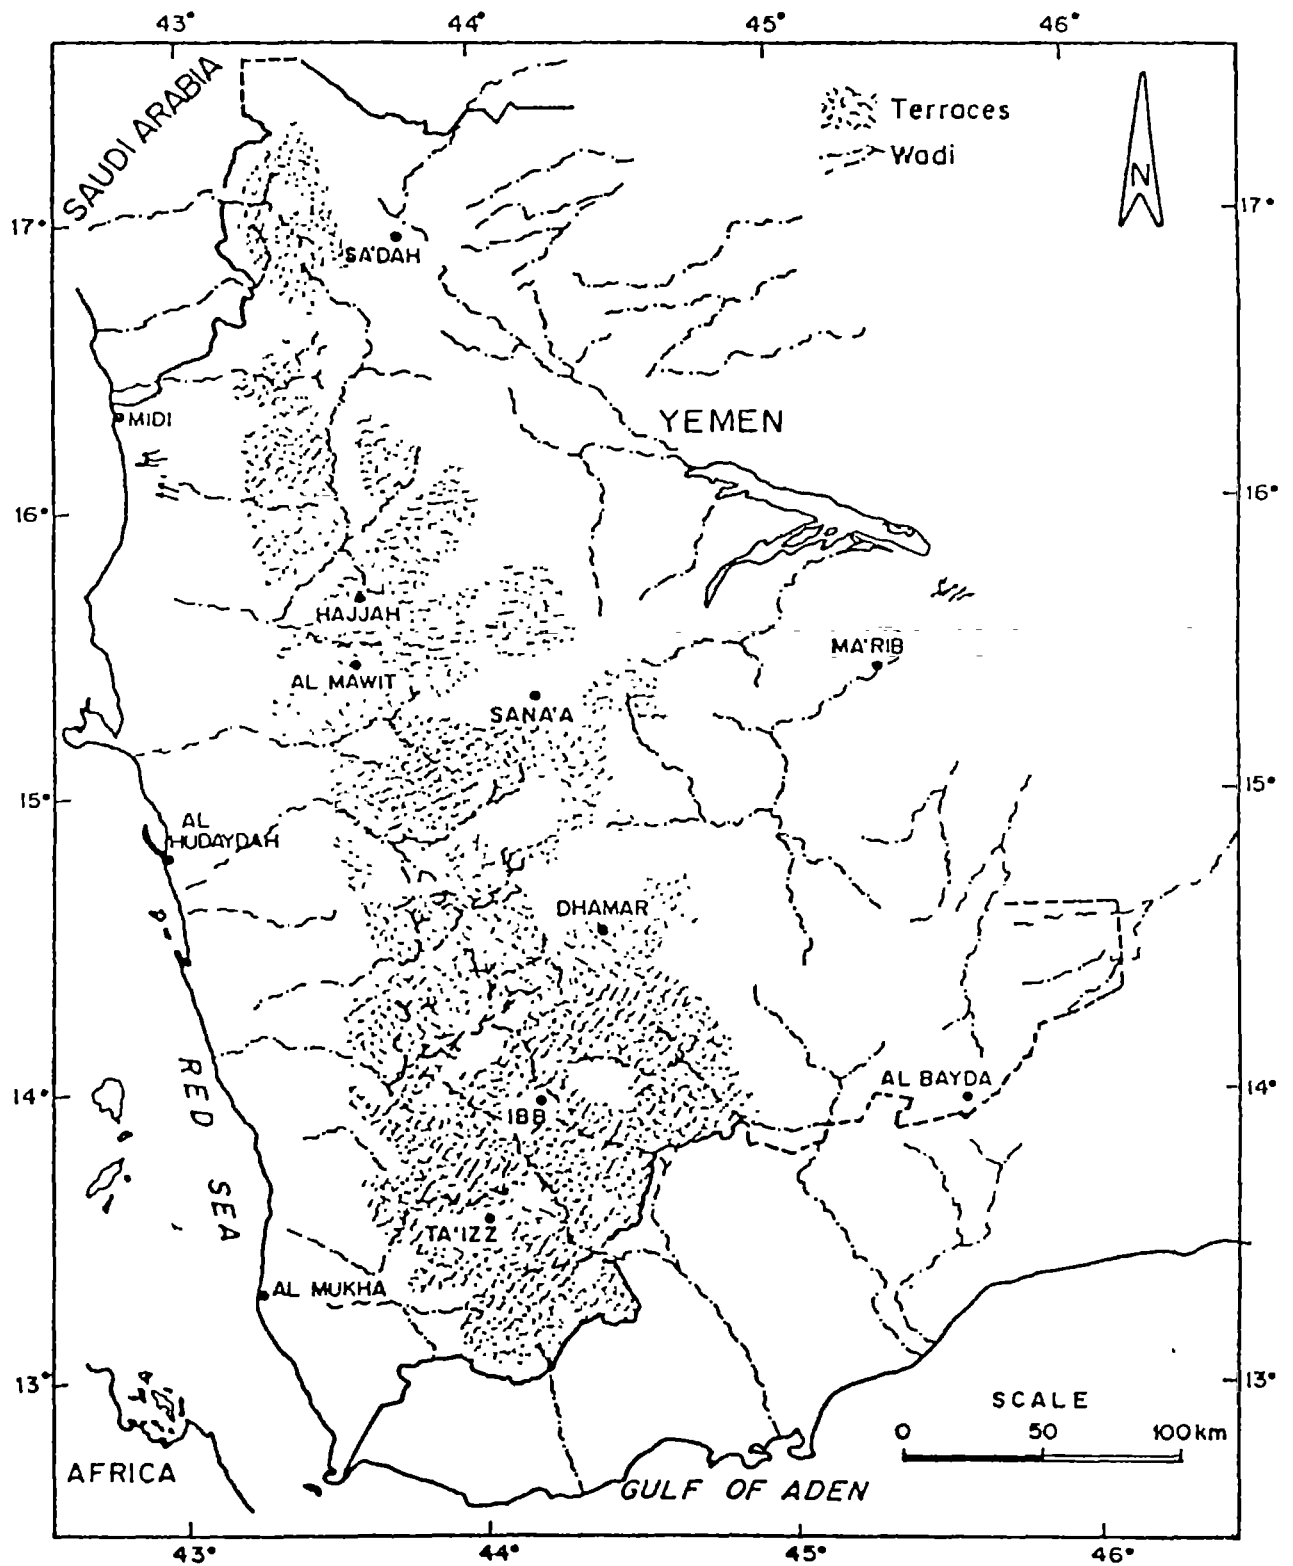 43° 44° 45° 46°
SAUDI ARABIA
Terraces
Wadi
N
17° 17°
SA'DAH
YEMEN
MIDI
16° 16°
HAJJAH
MA'RIB
AL MAWIT
SANA'A
15° 15°
AL
HUDAYDAH
DHAMAR
RED SEA
14° 14°
AL BAYDA
IBB
TA'IZZ
AL MUKHA
13° 13°
SCALE
0 50 100 km
AFRICA
GULF OF ADEN
43° 44° 45° 46°